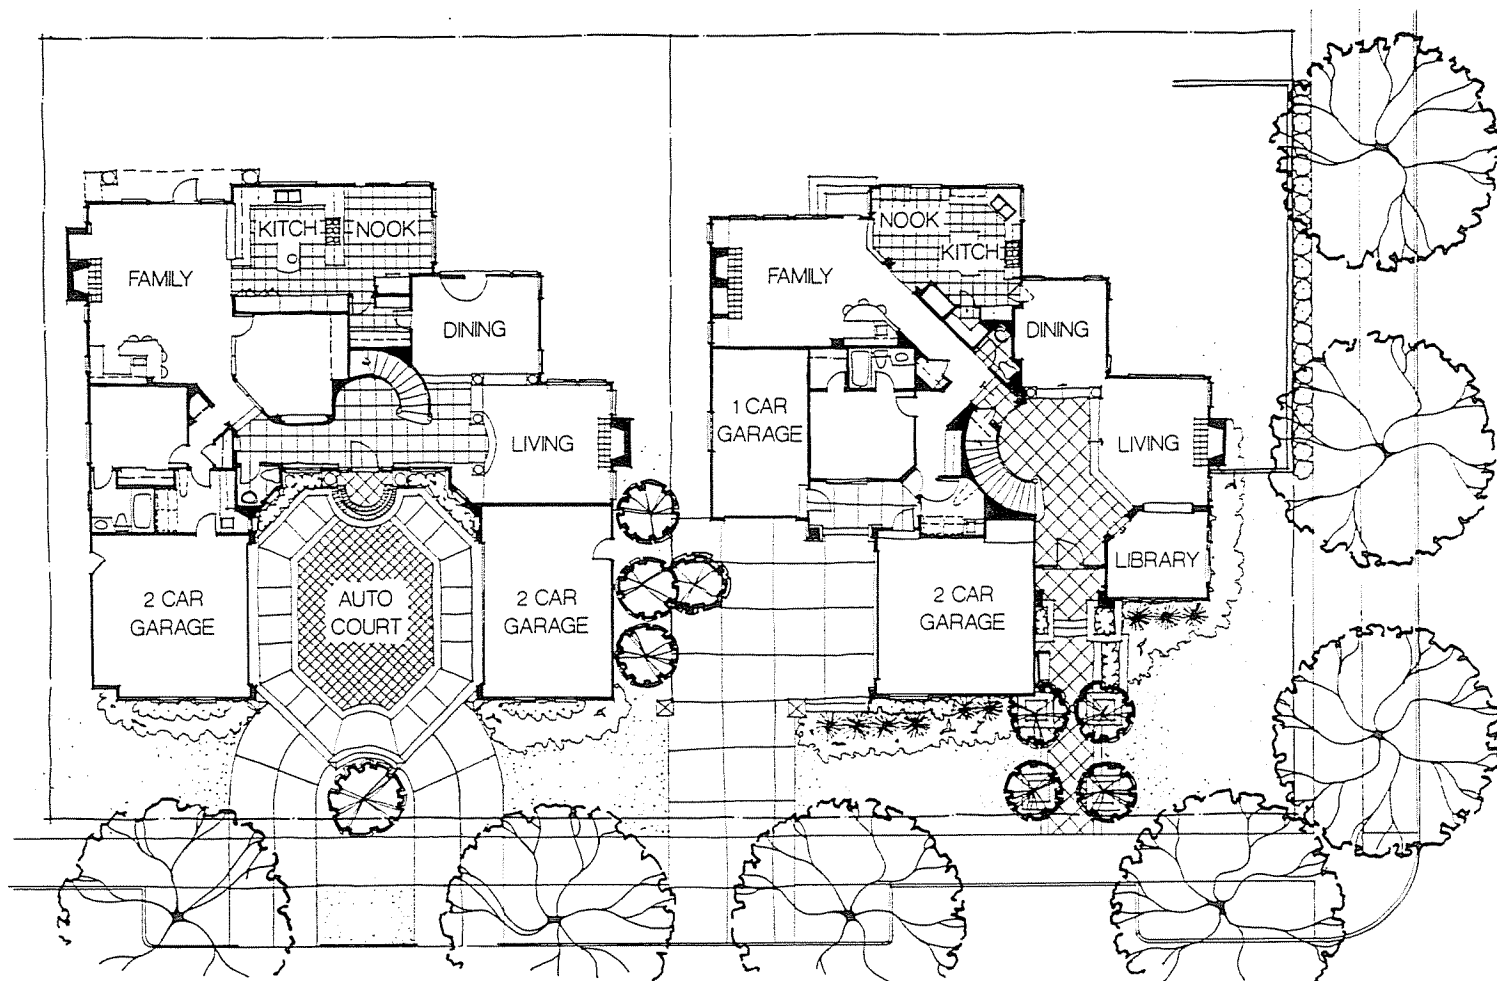 KITCH
NOOK
FAMILY
DINING
LIVING
2 CAR
GARAGE
AUTO
COURT
2 CAR
GARAGE
NOOK
KITCH
FAMILY
DINING
1 CAR
GARAGE
LIVING
LIBRARY
2 CAR
GARAGE